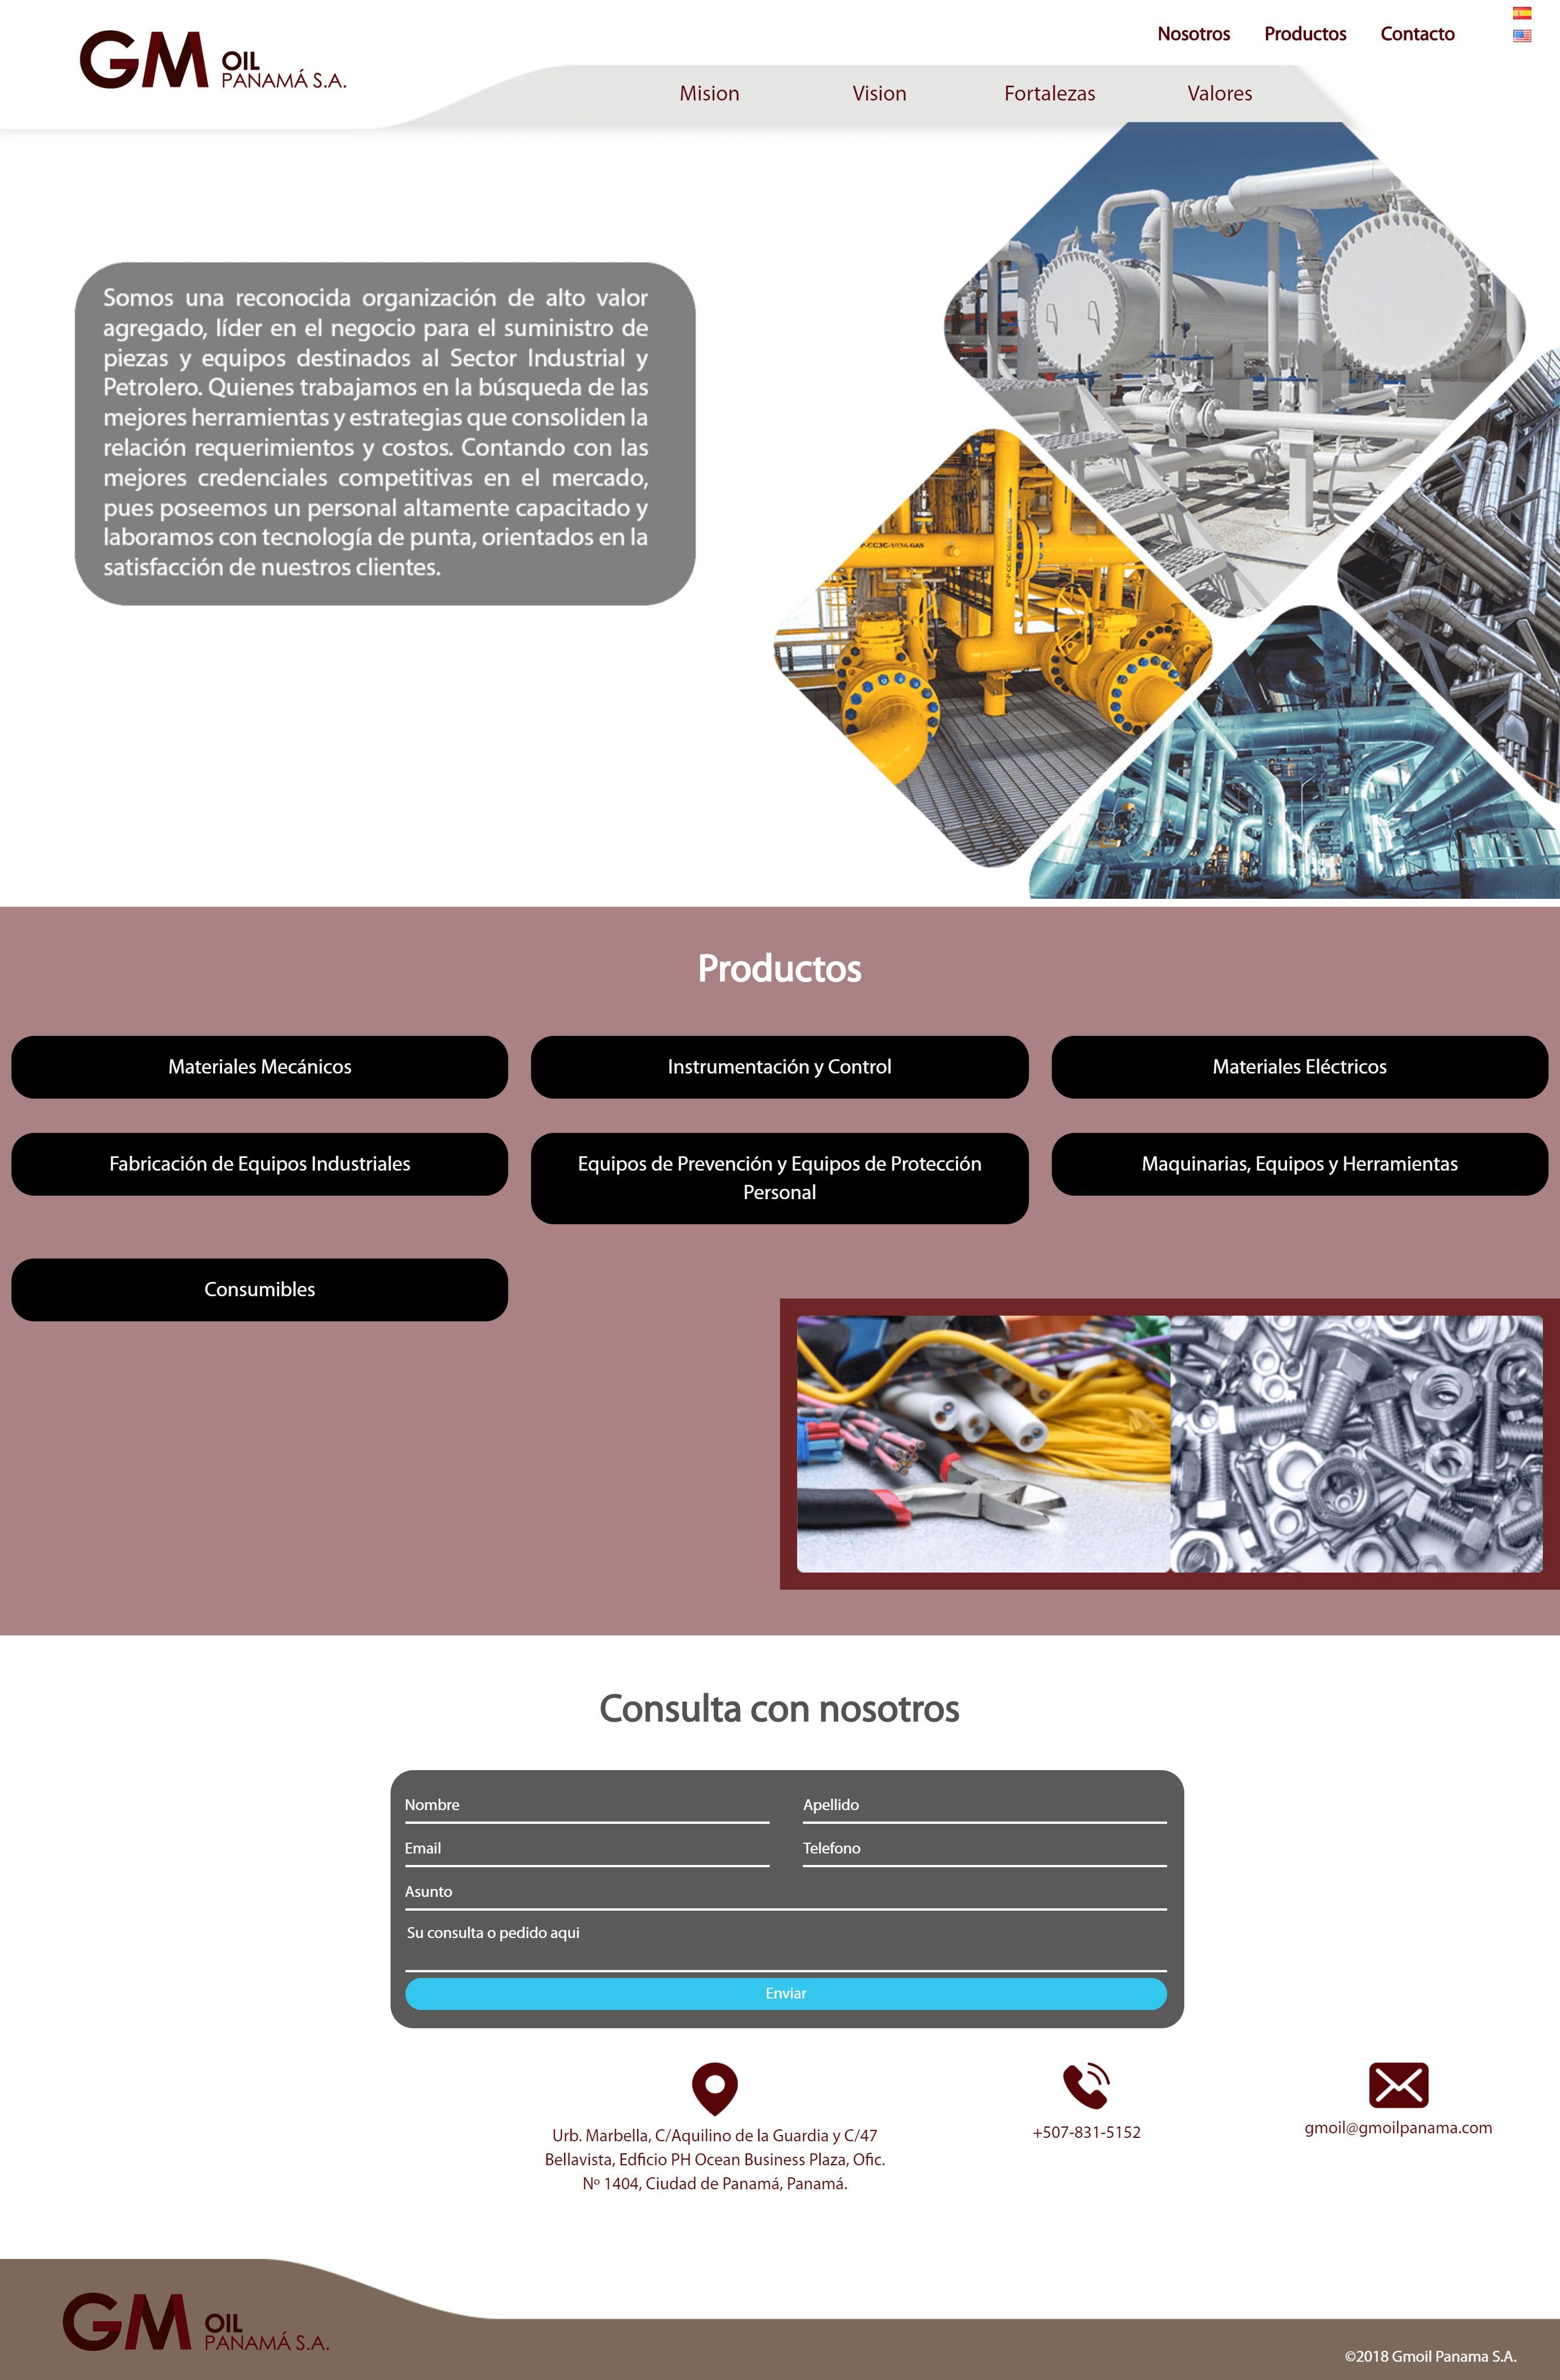 GM OIL
PANAMÁ S.A.
Nosotros Productos Contacto
Mision Vision Fortalezas Valores
Somos una reconocida organización de alto valor
agregado, líder en el negocio para el suministro de
piezas y equipos destinados al Sector Industrial y
Petrolero. Quienes trabajamos en la búsqueda de las
mejores herramientas y estrategias que consoliden la
relación requerimientos y costos. Contando con las
mejores credenciales competitivas en el mercado,
pues poseemos un personal altamente capacitado y
laboramos con tecnología de punta, orientados en la
satisfacción de nuestros clientes.
Productos
Materiales Mecánicos
Instrumentación y Control
Materiales Eléctricos
Fabricación de Equipos Industriales
Equipos de Prevención y Equipos de Protección
Personal
Maquinarias, Equipos y Herramientas
Consumibles
Consulta con nosotros
Nombre
Apellido
Email
Telefono
Asunto
Su consulta o pedido aqui
Enviar
Urb. Marbella, C/Aquilino de la Guardia y C/47
Bellavista, Edficio PH Ocean Business Plaza, Ofic.
Nº 1404, Ciudad de Panamá, Panamá.
+507-831-5152
gmoil@gmoilpanama.com
GM OIL
PANAMÁ S.A.
©2018 Gmoil Panama S.A.